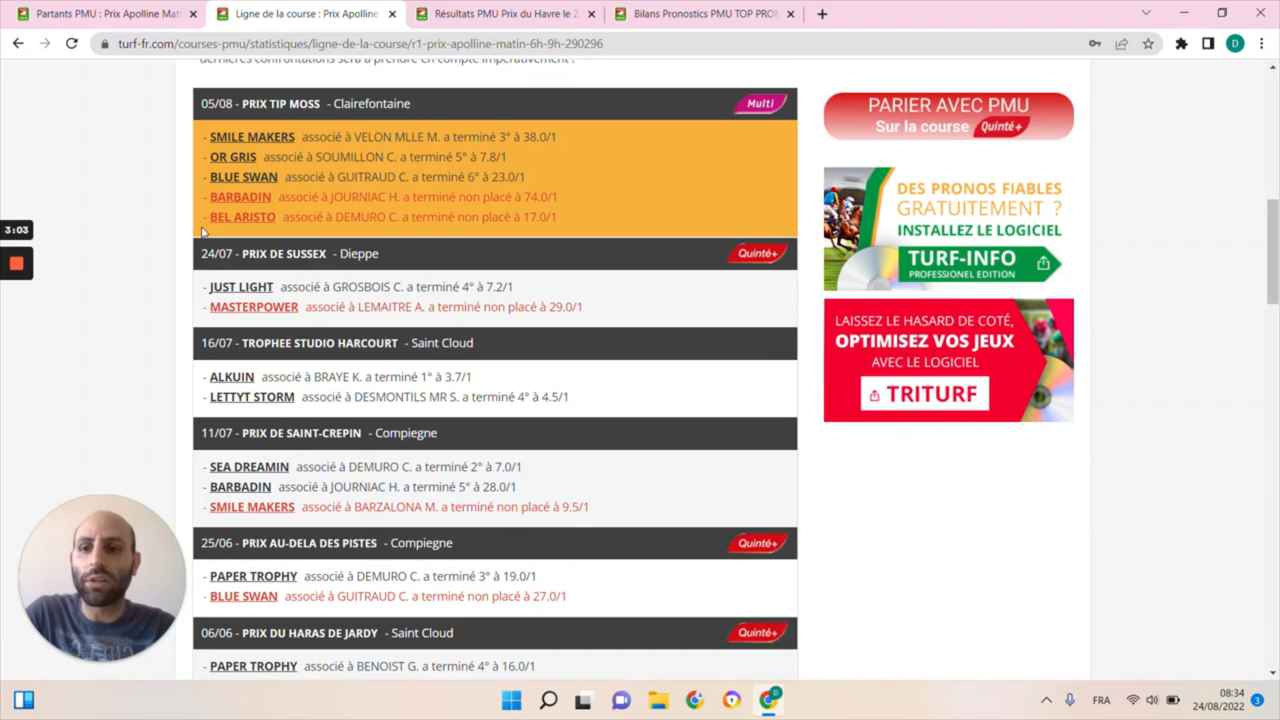 Partants PMU : Prix Apolline Mat
Ligne de la course : Prix Apolline
Résultats PMU Prix du Havre le 2
Bilans Pronostics PMU TOP PRON
turf-fr.com/courses-pmu/statistiques/ligne-de-la-course/r1-prix-apolline-matin-6h-9h-290296
D
dernières confrontations sera à prendre en compte impérativement !
05/08 - PRIX TIP MOSS - Clairefontaine
Multi
- SMILE MAKERS associé à VELON MLLE M. a terminé 3° à 38.0/1
- OR GRIS associé à SOUMILLON C. a terminé 5° à 7.8/1
- BLUE SWAN associé à GUITRAUD C. a terminé 6° à 23.0/1
- BARBADIN associé à JOURNIAC H. a terminé non placé à 74.0/1
- BEL ARISTO associé à DEMURO C. a terminé non placé à 17.0/1
24/07 - PRIX DE SUSSEX - Dieppe
Quinté+
- JUST LIGHT associé à GROSBOIS C. a terminé 4° à 7.2/1
- MASTERPOWER associé à LEMAITRE A. a terminé non placé à 29.0/1
16/07 - TROPHEE STUDIO HARCOURT - Saint Cloud
- ALKUIN associé à BRAYE K. a terminé 1° à 3.7/1
- LETTYT STORM associé à DESMONTILS MR S. a terminé 4° à 4.5/1
11/07 - PRIX DE SAINT-CREPIN - Compiegne
- SEA DREAMIN associé à DEMURO C. a terminé 2° à 7.0/1
- BARBADIN associé à JOURNIAC H. a terminé 5° à 28.0/1
- SMILE MAKERS associé à BARZALONA M. a terminé non placé à 9.5/1
25/06 - PRIX AU-DELA DES PISTES - Compiegne
Quinté+
- PAPER TROPHY associé à DEMURO C. a terminé 3° à 19.0/1
- BLUE SWAN associé à GUITRAUD C. a terminé non placé à 27.0/1
06/06 - PRIX DU HARAS DE JARDY - Saint Cloud
Quinté+
- PAPER TROPHY associé à BENOIST G. a terminé 4° à 16.0/1
PARIER AVEC PMU
Sur la course Quinté+
DES PRONOS FIABLES
GRATUITEMENT ?
INSTALLEZ LE LOGICIEL
TURF-INFO
PROFESSIONEL EDITION
LAISSEZ LE HASARD DE COTÉ,
OPTIMISEZ VOS JEUX
AVEC LE LOGICIEL
TRITURF
3:03
D
FRA
08:34
24/08/2022
3